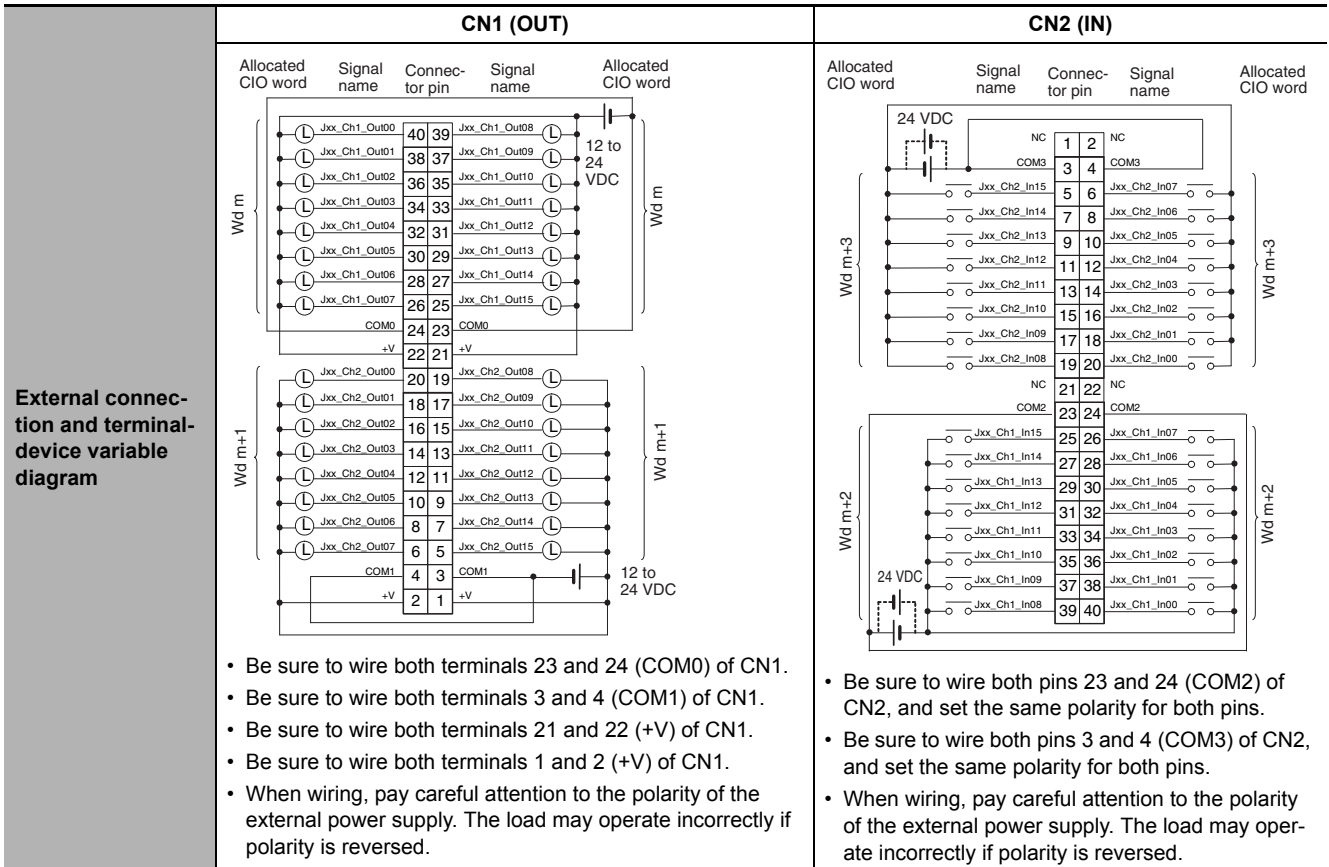 CN1 (OUT)
CN2 (IN)
External connec-
tion and terminal-
device variable
diagram
Allocated CIO word
Signal name
Connec-tor pin
Signal name
Allocated CIO word
12 to
24
VDC
Wd m
Wd m
Jxx_Ch1_Out00 40 39 Jxx_Ch1_Out08
L L
Jxx_Ch1_Out01 38 37 Jxx_Ch1_Out09
L L
Jxx_Ch1_Out02 36 35 Jxx_Ch1_Out10
L L
Jxx_Ch1_Out03 34 33 Jxx_Ch1_Out11
L L
Jxx_Ch1_Out04 32 31 Jxx_Ch1_Out12
L L
Jxx_Ch1_Out05 30 29 Jxx_Ch1_Out13
L L
Jxx_Ch1_Out06 28 27 Jxx_Ch1_Out14
L L
Jxx_Ch1_Out07 26 25 Jxx_Ch1_Out15
L L
COM0 24 23 COM0
+V 22 21 +V
Wd m+1
Wd m+1
Jxx_Ch2_Out00 20 19 Jxx_Ch2_Out08
L L
Jxx_Ch2_Out01 18 17 Jxx_Ch2_Out09
L L
Jxx_Ch2_Out02 16 15 Jxx_Ch2_Out10
L L
Jxx_Ch2_Out03 14 13 Jxx_Ch2_Out11
L L
Jxx_Ch2_Out04 12 11 Jxx_Ch2_Out12
L L
Jxx_Ch2_Out05 10 9 Jxx_Ch2_Out13
L L
Jxx_Ch2_Out06 8 7 Jxx_Ch2_Out14
L L
Jxx_Ch2_Out07 6 5 Jxx_Ch2_Out15
L L
COM1 4 3 COM1
12 to
24 VDC
+V 2 1 +V
• Be sure to wire both terminals 23 and 24 (COM0) of CN1.
• Be sure to wire both terminals 3 and 4 (COM1) of CN1.
• Be sure to wire both terminals 21 and 22 (+V) of CN1.
• Be sure to wire both terminals 1 and 2 (+V) of CN1.
• When wiring, pay careful attention to the polarity of the
external power supply. The load may operate incorrectly if
polarity is reversed.
Allocated CIO word
Signal name
Connec-tor pin
Signal name
Allocated CIO word
24 VDC
NC 1 2 NC
COM3 3 4 COM3
Wd m+3
Wd m+3
Jxx_Ch2_In15 5 6 Jxx_Ch2_In07
Jxx_Ch2_In14 7 8 Jxx_Ch2_In06
Jxx_Ch2_In13 9 10 Jxx_Ch2_In05
Jxx_Ch2_In12 11 12 Jxx_Ch2_In04
Jxx_Ch2_In11 13 14 Jxx_Ch2_In03
Jxx_Ch2_In10 15 16 Jxx_Ch2_In02
Jxx_Ch2_In09 17 18 Jxx_Ch2_In01
Jxx_Ch2_In08 19 20 Jxx_Ch2_In00
NC 21 22 NC
COM2 23 24 COM2
Wd m+2
Wd m+2
Jxx_Ch1_In15 25 26 Jxx_Ch1_In07
Jxx_Ch1_In14 27 28 Jxx_Ch1_In06
Jxx_Ch1_In13 29 30 Jxx_Ch1_In05
Jxx_Ch1_In12 31 32 Jxx_Ch1_In04
Jxx_Ch1_In11 33 34 Jxx_Ch1_In03
Jxx_Ch1_In10 35 36 Jxx_Ch1_In02
24 VDC
Jxx_Ch1_In09 37 38 Jxx_Ch1_In01
Jxx_Ch1_In08 39 40 Jxx_Ch1_In00
• Be sure to wire both pins 23 and 24 (COM2) of
CN2, and set the same polarity for both pins.
• Be sure to wire both pins 3 and 4 (COM3) of CN2,
and set the same polarity for both pins.
• When wiring, pay careful attention to the polarity
of the external power supply. The load may oper-
ate incorrectly if polarity is reversed.